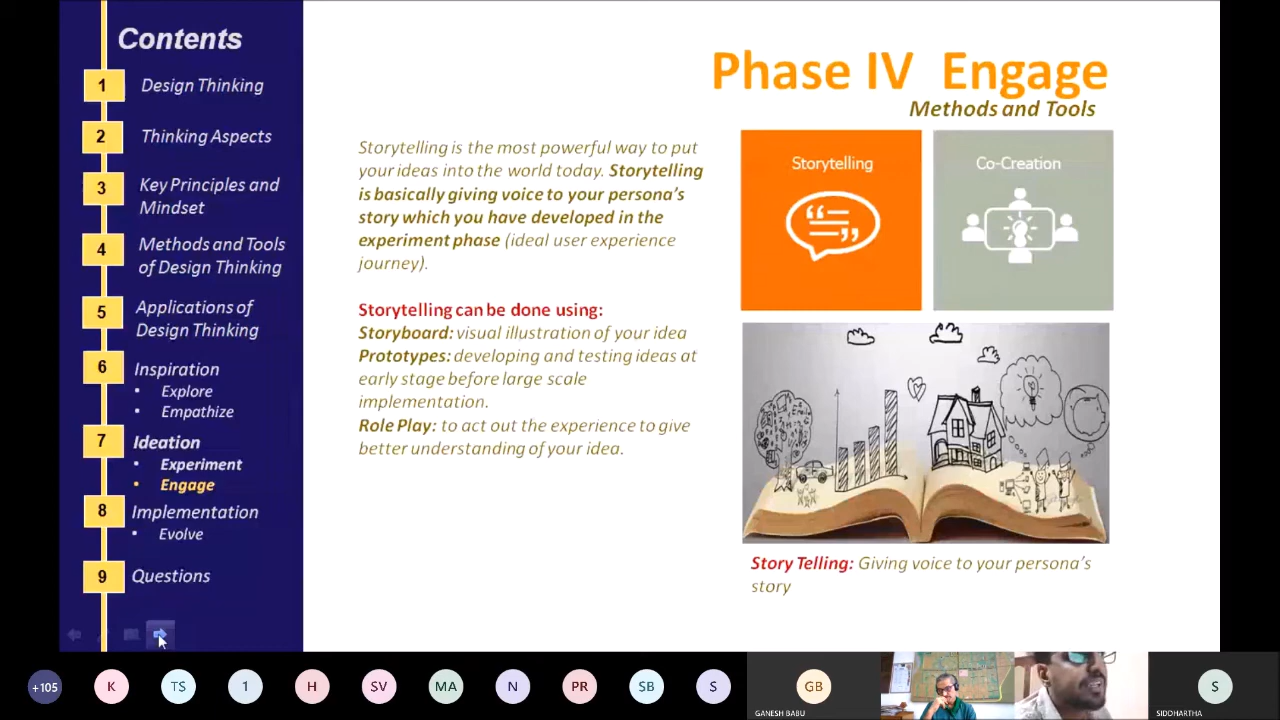 Contents
1 Design Thinking
2 Thinking Aspects
3 Key Principles and
Mindset
4 Methods and Tools
of Design Thinking
5 Applications of
Design Thinking
6 Inspiration
• Explore
• Empathize
7 Ideation
• Experiment
• Engage
8 Implementation
• Evolve
9 Questions
Phase IV Engage
Methods and Tools
Storytelling is the most powerful way to put
your ideas into the world today. Storytelling
is basically giving voice to your persona's
story which you have developed in the
experiment phase (ideal user experience
journey).
Storytelling can be done using:
Storyboard: visual illustration of your idea
Prototypes: developing and testing ideas at
early stage before large scale
implementation.
Role Play: to act out the experience to give
better understanding of your idea.
Storytelling
Co-Creation
Story Telling: Giving voice to your persona's
story
+105 K TS 1 H SV MA N PR SB S GB S
GANESH BABU
SIDDHARTHA